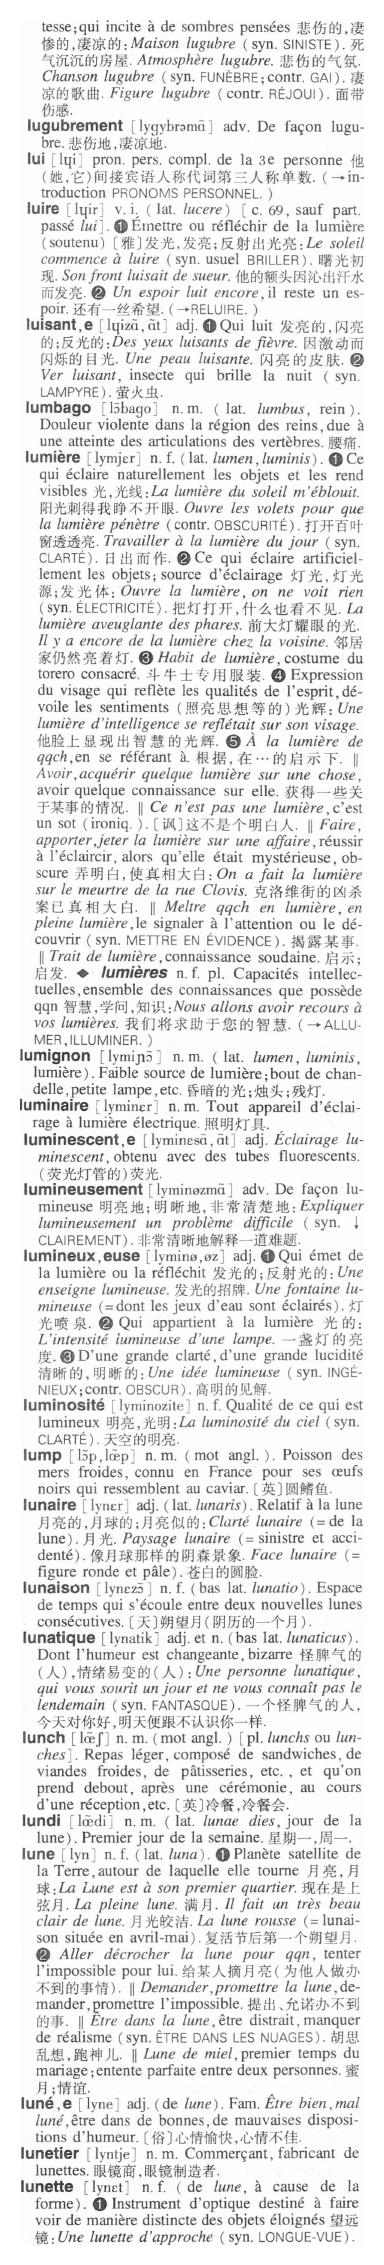 tesse; qui incite à de sombres pensées 悲伤的,凄
惨的,凄凉的: Maison lugubre (syn. SINISTE). 死
气沉沉的房屋. Atmosphère lugubre. 悲伤的气氛.
Chanson lugubre (syn. FUNÈBRE; contr. GAI). 凄
凉的歌曲. Figure lugubre (contr. RÉJOUI). 面带
伤感.
lugubrement [lygybrəmɑ̃] adv. De façon lugu-
bre. 悲伤地,凄凉地.
lui [lɥi] pron. pers. compl. de la 3e personne 他
(她,它)间接宾语人称代词第三人称单数. (→in-
troduction PRONOMS PERSONNEL.)
luire [lɥir] v. i. (lat. lucere) [c. 69, sauf part.
passé lui]. ❶ Émettre ou réfléchir de la lumière
(soutenu) [雅]发光,发亮;反射出光亮: Le soleil
commence à luire (syn. usuel BRILLER). 曙光初
现. Son front luisait de sueur. 他的额头因沁出汗水
而发亮. ❷ Un espoir luit encore, il reste un es-
poir. 还有一丝希望. (→RELUIRE.)
luisant, e [lɥizɑ̃, ɑ̃t] adj. ❶ Qui luit 发亮的,闪亮
的;反光的: Des yeux luisants de fièvre. 因激动而
闪烁的目光. Une peau luisante. 闪亮的皮肤. ❷
Ver luisant, insecte qui brille la nuit (syn.
LAMPYRE). 萤火虫.
lumbago [lɔ̃bago] n. m. (lat. lumbus, rein).
Douleur violente dans la région des reins, due à
une atteinte des articulations des vertèbres. 腰痛.
lumière [lymjɛr] n. f. (lat. lumen, luminis). ❶ Ce
qui éclaire naturellement les objets et les rend
visibles 光,光线: La lumière du soleil m'éblouit.
阳光刺得我睁不开眼. Ouvre les volets pour que
la lumière pénètre (contr. OBSCURITÉ). 打开百叶
窗透透亮. Travailler à la lumière du jour (syn.
CLARTÉ). 日出而作. ❷ Ce qui éclaire artificiel-
lement les objets; source d'éclairage 灯光,灯光
源;发光体: Ouvre la lumière, on ne voit rien
(syn. ÉLECTRICITÉ). 把灯打开,什么也看不见. La
lumière aveuglante des phares. 前大灯耀眼的光.
Il y a encore de la lumière chez la voisine. 邻居
家仍然亮着灯. ❸ Habit de lumière, costume du
torero consacré. 斗牛士专用服装. ❹ Expression
du visage qui reflète les qualités de l'esprit, dé-
voile les sentiments (照亮思想等的)光辉: Une
lumière d'intelligence se reflétait sur son visage.
他脸上显现出智慧的光辉. ❺ À la lumière de
qqch, en se référant à. 根据,在…的启示下. ‖
Avoir, acquérir quelque lumière sur une chose,
avoir quelque connaissance sur elle. 获得一些关
于某事的情况. ‖ Ce n'est pas une lumière, c'est
un sot (ironiq.). [讽]这不是个明白人. ‖ Faire,
apporter, jeter la lumière sur une affaire, réussir
à l'éclaircir, alors qu'elle était mystérieuse, ob-
scure 弄明白,使真相大白: On a fait la lumière
sur le meurtre de la rue Clovis. 克洛维街的凶杀
案已真相大白. ‖ Meltre qqch en lumière, en
pleine lumière, le signaler à l'attention ou le dé-
couvrir (syn. METTRE EN ÉVIDENCE). 揭露某事.
‖ Trait de lumière, connaissance soudaine. 启示;
启发. ◆ lumières n. f. pl. Capacités intellec-
tuelles, ensemble des connaissances que possède
qqn 智慧,学问,知识: Nous allons avoir recours à
vos lumières. 我们将求助于您的智慧. (→ALLU-
MER, ILLUMINER.)
lumignon [lymiɲɔ̃] n. m. (lat. lumen, luminis,
lumière). Faible source de lumière; bout de chan-
delle, petite lampe, etc. 昏暗的光;烛头;残灯.
luminaire [lyminɛr] n. m. Tout appareil d'éclai-
rage à lumière électrique. 照明灯具.
luminescent, e [lyminɛsɑ̃, ɑ̃t] adj. Éclairage lu-
minescent, obtenu avec des tubes fluorescents.
(荧光灯管的)荧光.
lumineusement [lyminøzmɑ̃] adv. De façon lu-
mineuse 明亮地;明晰地,非常清楚地: Expliquer
lumineusement un problème difficile (syn. ↓
CLAIREMENT). 非常清晰地解释一道难题.
lumineux, euse [lyminø, øz] adj. ❶ Qui émet de
la lumière ou la réfléchit 发光的;反射光的: Une
enseigne lumineuse. 发光的招牌. Une fontaine lu-
mineuse (=dont les jeux d'eau sont éclairés). 灯
光喷泉. ❷ Qui appartient à la lumière 光的:
L'intensité lumineuse d'une lampe. 一盏灯的亮
度. ❸ D'une grande clarté, d'une grande lucidité
清晰的,明晰的: Une idée lumineuse (syn. INGÉ-
NIEUX; contr. OBSCUR). 高明的见解.
luminosité [lyminozite] n. f. Qualité de ce qui est
lumineux 明亮,光明: La luminosité du ciel (syn.
CLARTÉ). 天空的明亮.
lump [lɔ̃p, lœ̃p] n. m. (mot angl.). Poisson des
mers froides, connu en France pour ses œufs
noirs qui ressemblent au caviar. [英]圆鳍鱼.
lunaire [lynɛr] adj. (lat. lunaris). Relatif à la lune
月亮的,月球的;月亮似的: Clarté lunaire (=de la
lune). 月光. Paysage lunaire (=sinistre et acci-
denté). 像月球那样的阴森景象. Face lunaire (=
figure ronde et pâle). 苍白的圆脸.
lunaison [lynɛzɔ̃] n. f. (bas lat. lunatio). Espace
de temps qui s'écoule entre deux nouvelles lunes
consécutives. [天]朔望月(阴历的一个月).
lunatique [lynatik] adj. et n. (bas lat. lunaticus).
Dont l'humeur est changeante, bizarre 怪脾气的
(人),情绪易变的(人): Une personne lunatique,
qui vous sourit un jour et ne vous connaît pas le
lendemain (syn. FANTASQUE). 一个怪脾气的人,
今天对你好,明天便跟不认识你一样.
lunch [lœ̃ʃ] n. m. (mot angl.) [pl. lunchs ou lun-
ches]. Repas léger, composé de sandwiches, de
viandes froides, de pâtisseries, etc., et qu'on
prend debout, après une cérémonie, au cours
d'une réception, etc. [英]冷餐,冷餐会.
lundi [lœ̃di] n. m. (lat. lunae dies, jour de la
lune). Premier jour de la semaine. 星期一,周一.
lune [lyn] n. f. (lat. luna). ❶ Planète satellite de
la Terre, autour de laquelle elle tourne 月亮,月
球: La Lune est à son premier quartier. 现在是上
弦月. La pleine lune. 满月. Il fait un très beau
clair de lune. 月光皎洁. La lune rousse (=lunai-
son située en avril-mai). 复活节后第一个朔望月.
❷ Aller décrocher la lune pour qqn, tenter
l'impossible pour lui. 给某人摘月亮(为他人做办
不到的事情). ‖ Demander, promettre la lune, de-
mander, promettre l'impossible. 提出、允诺办不到
的事. ‖ Être dans la lune, être distrait, manquer
de réalisme (syn. ÊTRE DANS LES NUAGES). 胡思
乱想,跑神儿. ‖ Lune de miel, premier temps du
mariage; entente parfaite entre deux personnes. 蜜
月;情谊.
luné, e [lyne] adj. (de lune). Fam. Être bien, mal
luné, être dans de bonnes, de mauvaises disposi-
tions d'humeur. [俗]心情愉快,心情不佳.
lunetier [lyntje] n. m. Commerçant, fabricant de
lunettes. 眼镜商,眼镜制造者.
lunette [lynɛt] n. f. (de lune, à cause de la
forme). ❶ Instrument d'optique destiné à faire
voir de manière distincte des objets éloignés 望远
镜: Une lunette d'approche (syn. LONGUE-VUE).